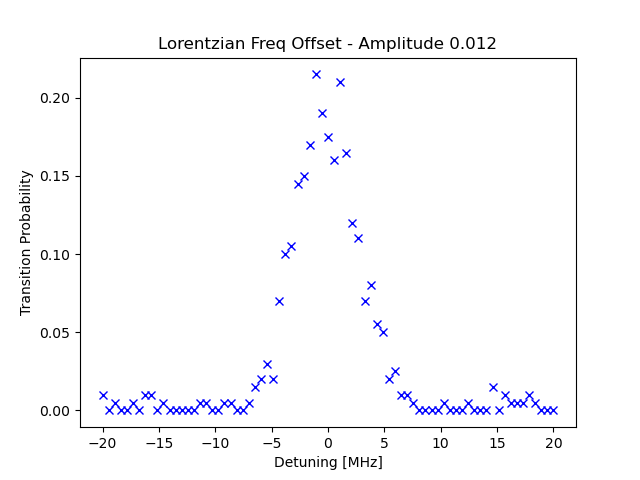 Lorentzian Freq Offset - Amplitude 0.012
0.20
0.15
0.10
0.05
0.00
Transition Probability
−20 −15 −10 −5 0 5 10 15 20
Detuning [MHz]